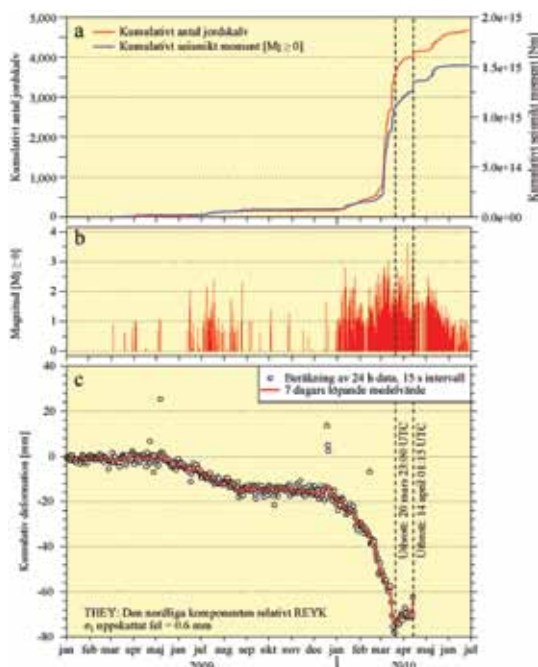 a
5,000
4,000
3,000
2,000
1,000
0
Kumulativt antal jordskalv
Kumulativt antal jordskalv
Kumulativt seismikt moment [Ml ≥ 0]
2.0e+15
1.5e+15
1.0e+15
5.0e+14
0.0e+00
Kumulativt seismikt moment [Nm]
b
4
3
2
1
0
Magnitud [Ml ≥ 0]
c
40
20
0
-20
-40
-60
-80
Kumulativ deformation [mm]
Beräkning av 24 h data, 15 s intervall
7 dagars löpande medelvärde
Utbrott: 20 mars 23:00 UTC
Utbrott: 14 april 01:15 UTC
THEY: Den nordliga komponenten relativt REYK
uppskattat fel = 0.6 mm
jan feb mar apr maj jun jul aug sep okt nov dec jan feb mar apr maj jun jul
2009 2010